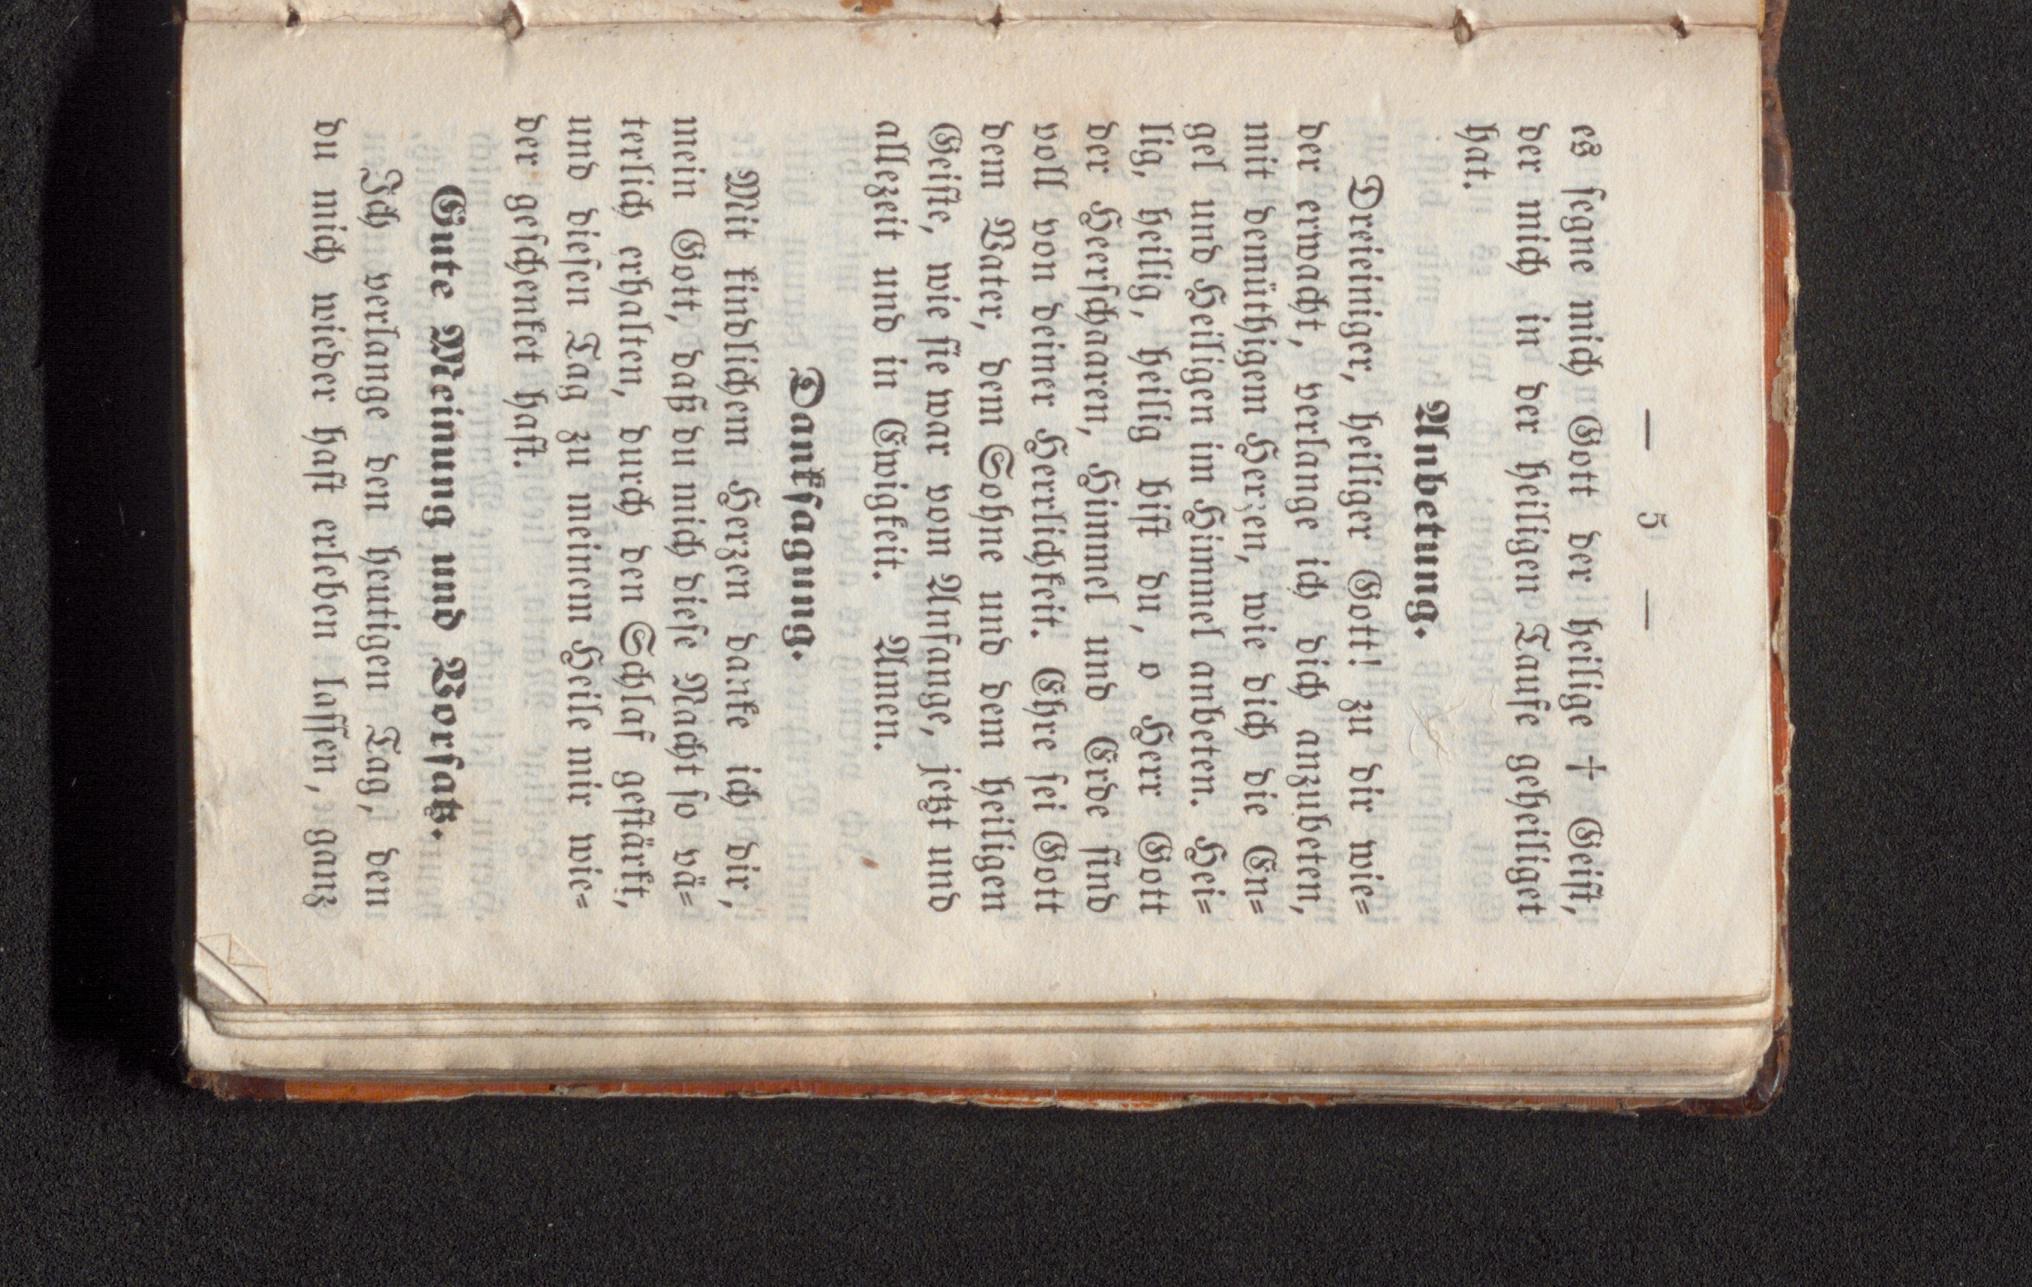 — 5 —
es segne mich Gott der heilige † Geist,
der mich in der heiligen Taufe geheiliget
hat.
Anbetung.
Dreieiniger, heiliger Gott! zu dir wie=
der erwacht, verlange ich dich anzubeten,
mit demüthigem Herzen, wie dich die En=
gel und Heiligen im Himmel anbeten. Hei=
lig, heilig, heilig bist du, o Herr Gott
der Heerschaaren, Himmel und Erde sind
voll von deiner Herrlichkeit. Ehre sei Gott
dem Vater, dem Sohne und dem heiligen
Geiste, wie sie war vom Anfange, jetzt und
allezeit und in Ewigkeit. Amen.
Danksagung.
Mit kindlichem Herzen danke ich dir,
mein Gott, daß du mich diese Nacht so vä=
terlich erhalten, durch den Schlaf gestärkt,
und diesen Tag zu meinem Heile mir wie=
der geschenket hast.
Gute Meinung und Vorsatz.
Ich verlange den heutigen Tag, den
du mich wieder hast erleben lassen, ganz